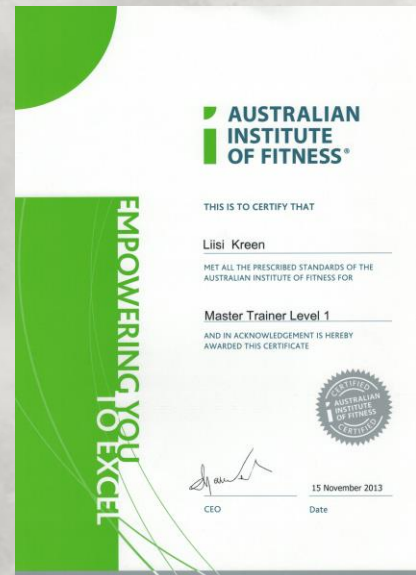 AUSTRALIAN
INSTITUTE
OF FITNESS®
THIS IS TO CERTIFY THAT
Liisi Kreen
MET ALL THE PRESCRIBED STANDARDS OF THE
AUSTRALIAN INSTITUTE OF FITNESS FOR
Master Trainer Level 1
AND IN ACKNOWLEDGEMENT IS HEREBY
AWARDED THIS CERTIFICATE
EMPOWERING YOU
TO EXCEL
CERTIFIED
AUSTRALIAN
INSTITUTE
OF FITNESS
CERTIFIED
15 November 2013
CEO
Date